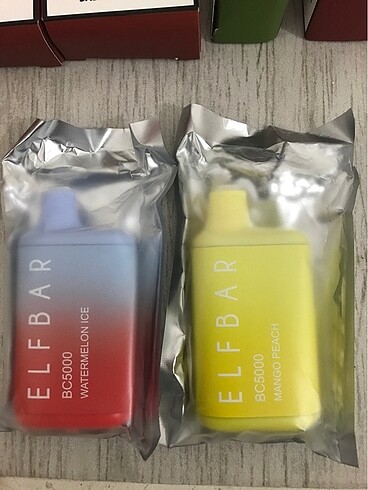 ELFBAR
BC5000
WATERMELON ICE
ELFBAR
BC5000
MANGO PEACH